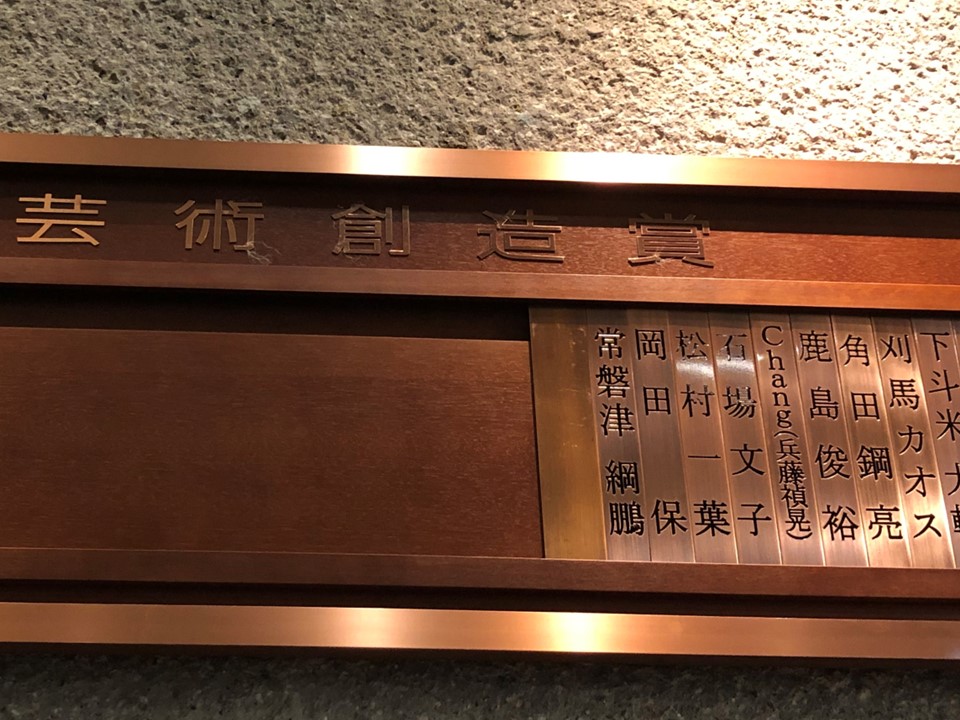 芸術創造賞
下斗米
刈馬カオス
角田鋼亮
鹿島俊裕
Chang(兵藤禎晃)
石場文子
松村一葉
岡田保
常磐津綱鵬